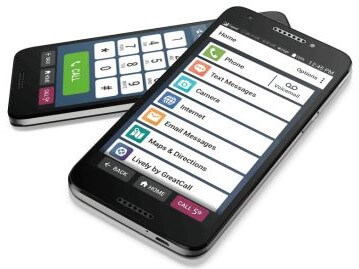 12:45 PM
Home
Options
Phone
Voicemail
Text Messages
Camera
Internet
Email Messages
Maps & Directions
Lively by GreatCall
BACK
HOME
CALL 5*
CALL